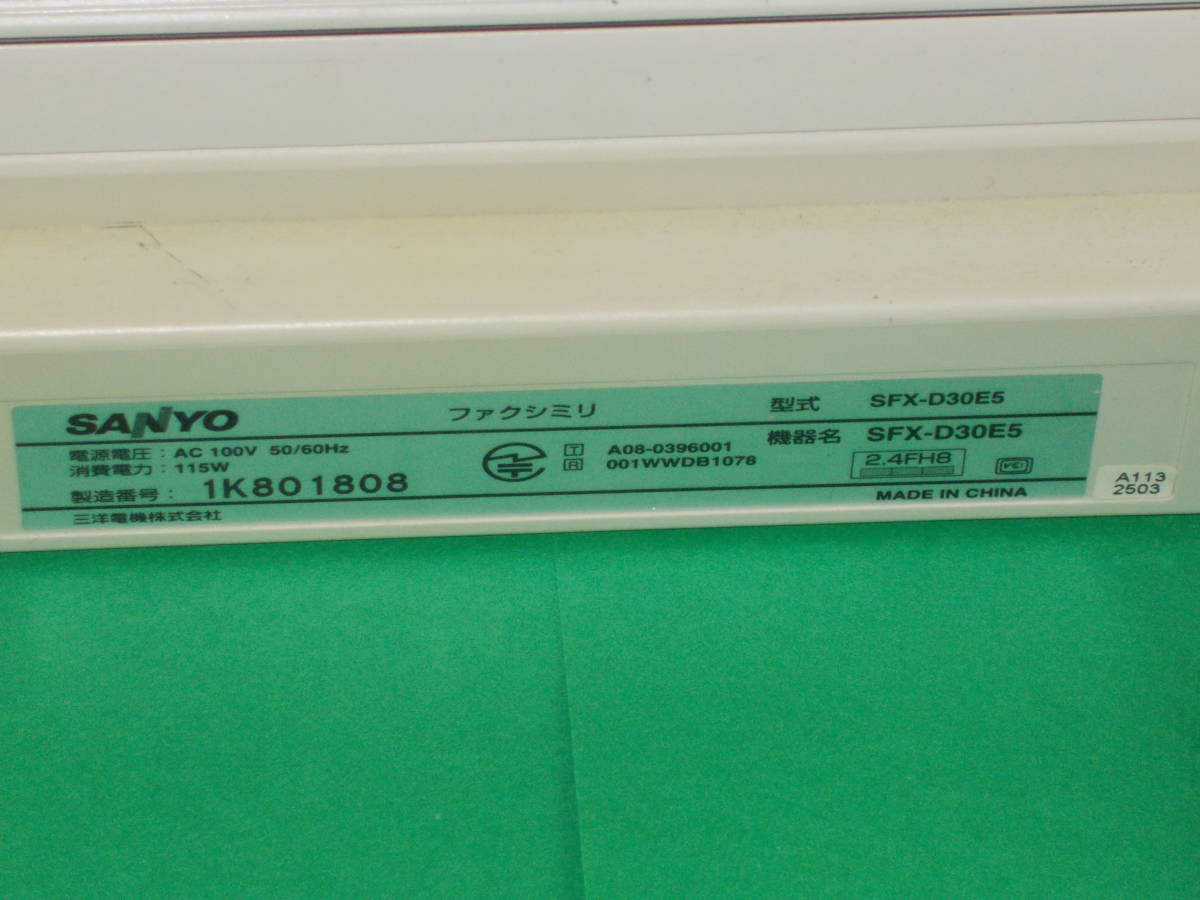 SANYO
ファクシミリ
型式 SFX-D30E5
電源電圧: AC 100V 50/60Hz
消費電力: 115W
製造番号: 1K801808
三洋電機株式会社
T A08-0396001
R 001WWDB1078
機器名 SFX-D30E5
2.4FH8
MADE IN CHINA
A113
2503